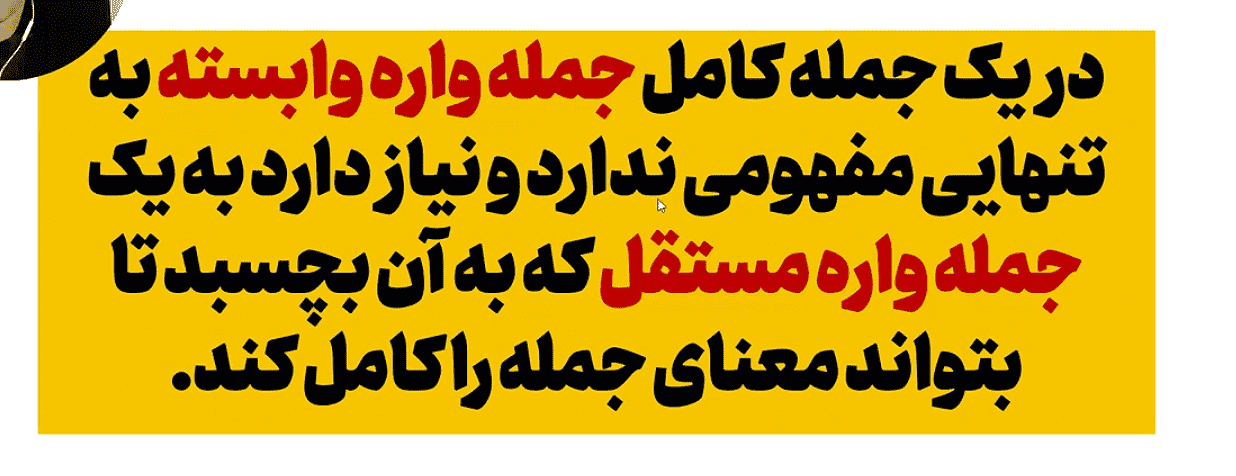 در یک جمله کامل جمله واره وابسته به
تنهایی مفهومی ندارد و نیاز دارد به یک
جمله واره مستقل که به آن بچسبد تا
بتواند معنای جمله را کامل کند.